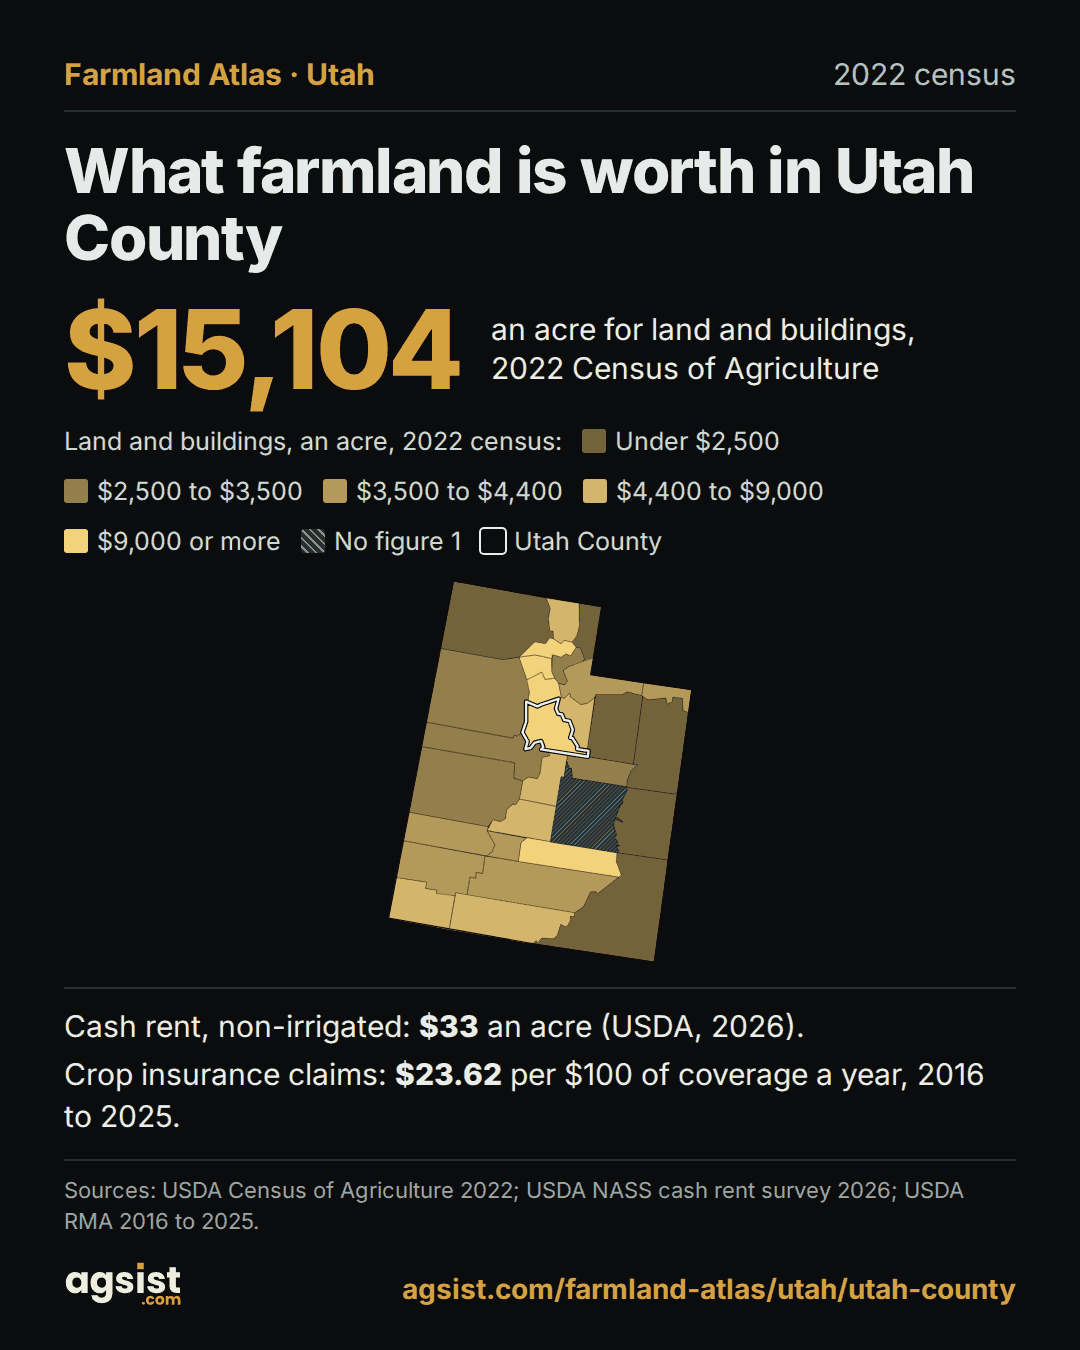 Farmland Atlas · Utah
2022 census
What farmland is worth in Utah
County
$15,104
an acre for land and buildings,
2022 Census of Agriculture
Land and buildings, an acre, 2022 census: Under $2,500
$2,500 to $3,500 $3,500 to $4,400 $4,400 to $9,000
$9,000 or more No figure 1 Utah County
Cash rent, non-irrigated: $33 an acre (USDA, 2026).
Crop insurance claims: $23.62 per $100 of coverage a year, 2016
to 2025.
Sources: USDA Census of Agriculture 2022; USDA NASS cash rent survey 2026; USDA
RMA 2016 to 2025.
agsist
.com
agsist.com/farmland-atlas/utah/utah-county